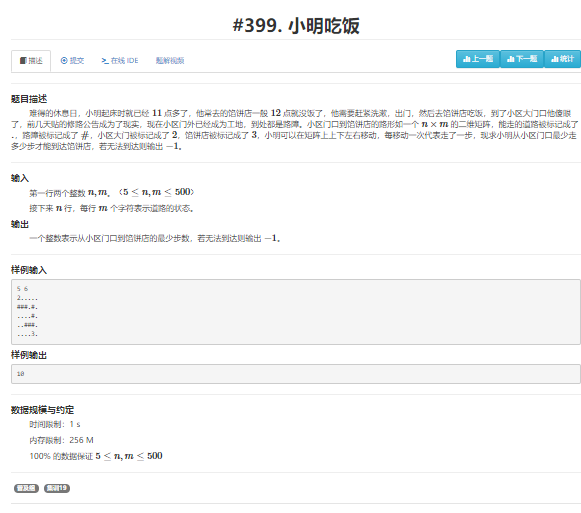 #399. 小明吃饭
描述 提交 >_ 在线 IDE 题解视频 上一题 下一题 统计
题目描述
难得的休息日，小明起床时就已经 11 点多了，他常去的馅饼店一般 12 点就没饭了，他需要赶紧洗漱，出门，然后去馅饼店吃饭，到了小区大门口他傻眼
了，前几天贴的修路公告成为了现实，现在小区门外已经成为工地，到处都是路障。小区门口到馅饼店的路形如一个 n × m 的二维矩阵，能走的道路被标记成了
.，路障被标记成了 #，小区大门被标记成了 2，馅饼店被标记成了 3，小明可以在矩阵上上下左右移动，每移动一次代表走了一步，现求小明从小区门口最少走
多少步才能到达馅饼店，若无法到达则输出 −1。
输入
第一行两个整数 n, m。（5 ≤ n, m ≤ 500）
接下来 n 行，每行 m 个字符表示道路的状态。
输出
一个整数表示从小区门口到馅饼店的最少步数，若无法到达则输出 −1。
样例输入
5 6
2.....
###.#.
....#.
..###.
....3.
样例输出
10
数据规模与约定
时间限制：1 s
内存限制：256 M
100% 的数据保证 5 ≤ n, m ≤ 500